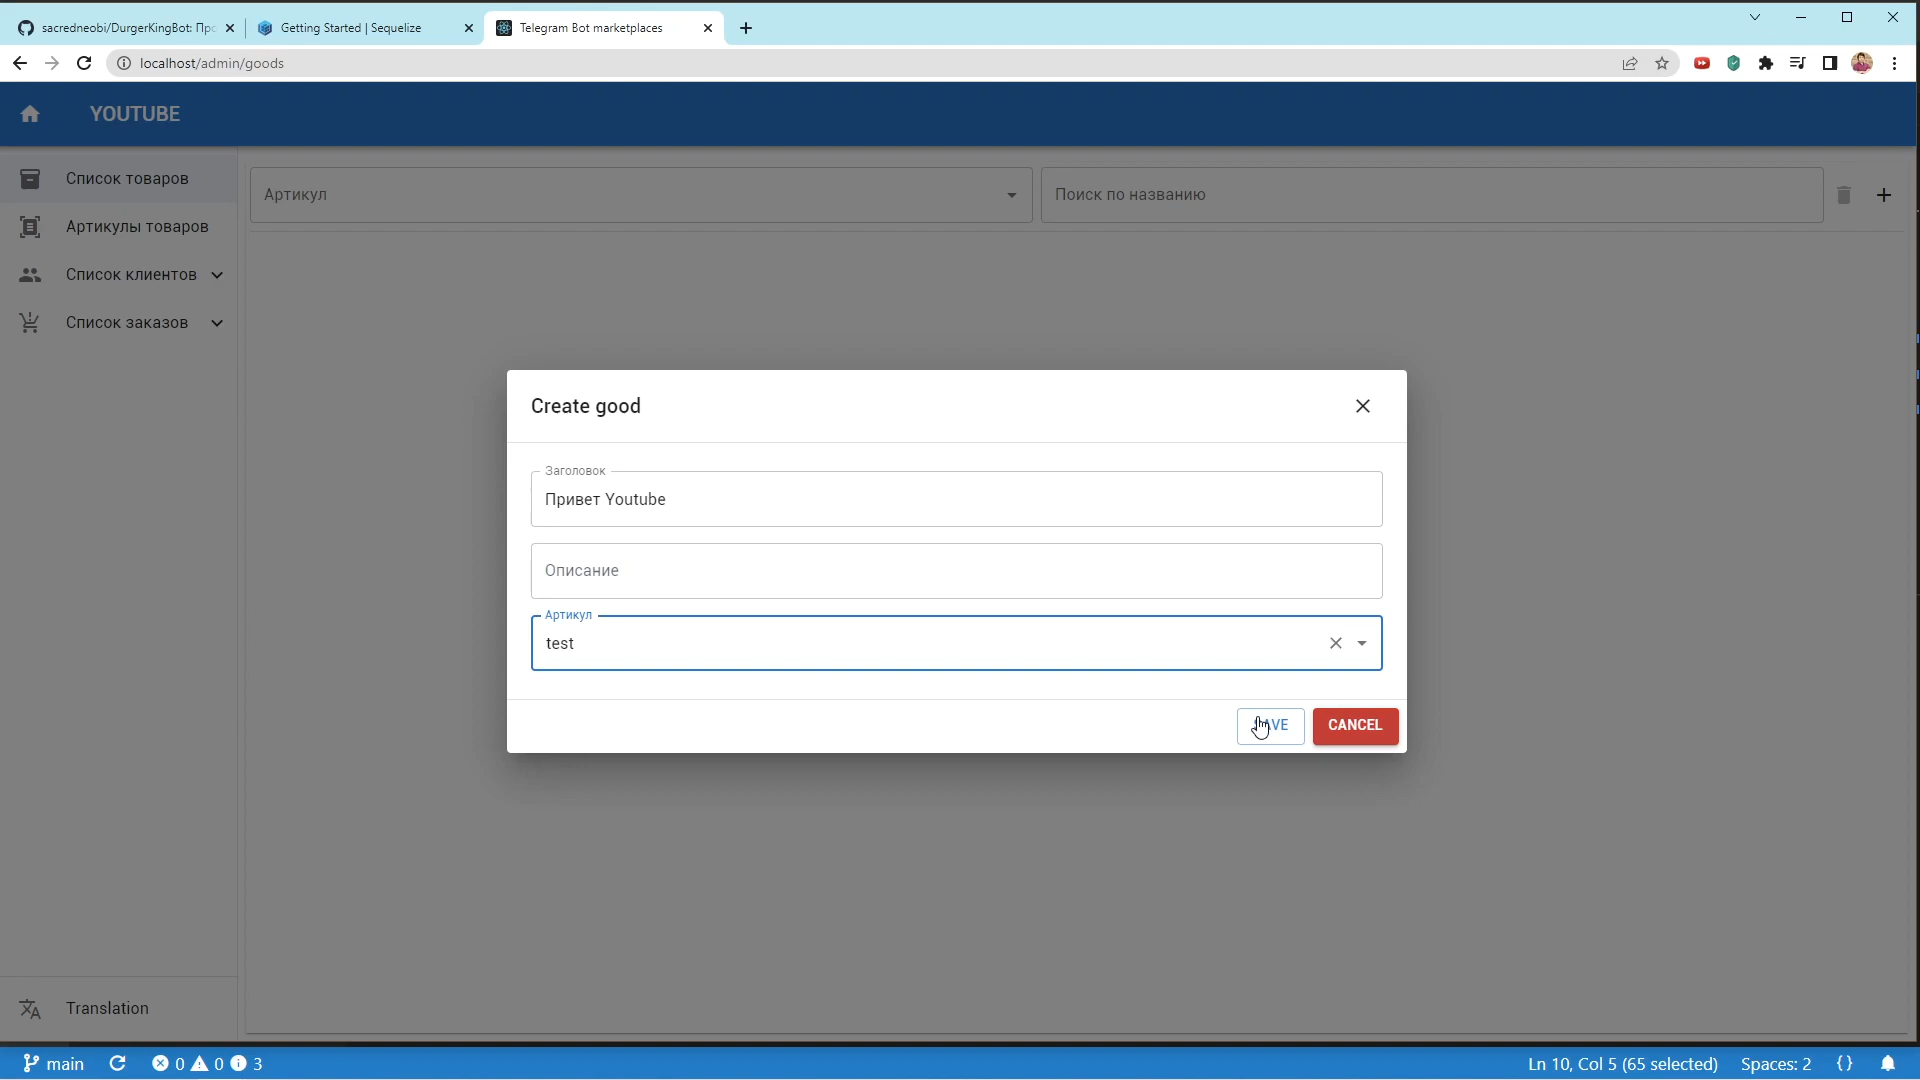 sacredneobi/DurgerKingBot: Про
Getting Started | Sequelize
Telegram Bot marketplaces
localhost/admin/goods
YOUTUBE
Список товаров
Артикул
Поиск по названию
Артикулы товаров
Список клиентов
Список заказов
Create good
Заголовок
Привет Youtube
Описание
Артикул
test
SAVE
CANCEL
Translation
main
0 0 3
Ln 10, Col 5 (65 selected)
Spaces: 2
{}